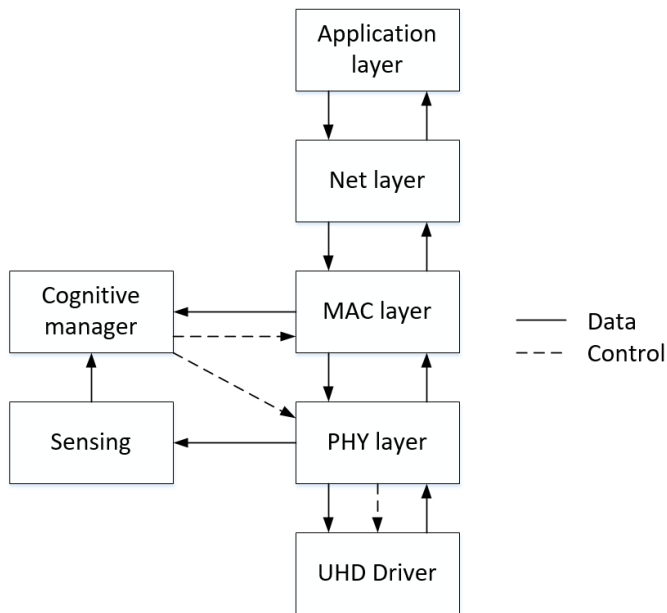 Application
layer
Net layer
Cognitive
manager
MAC layer
Data
Control
Sensing
PHY layer
UHD Driver